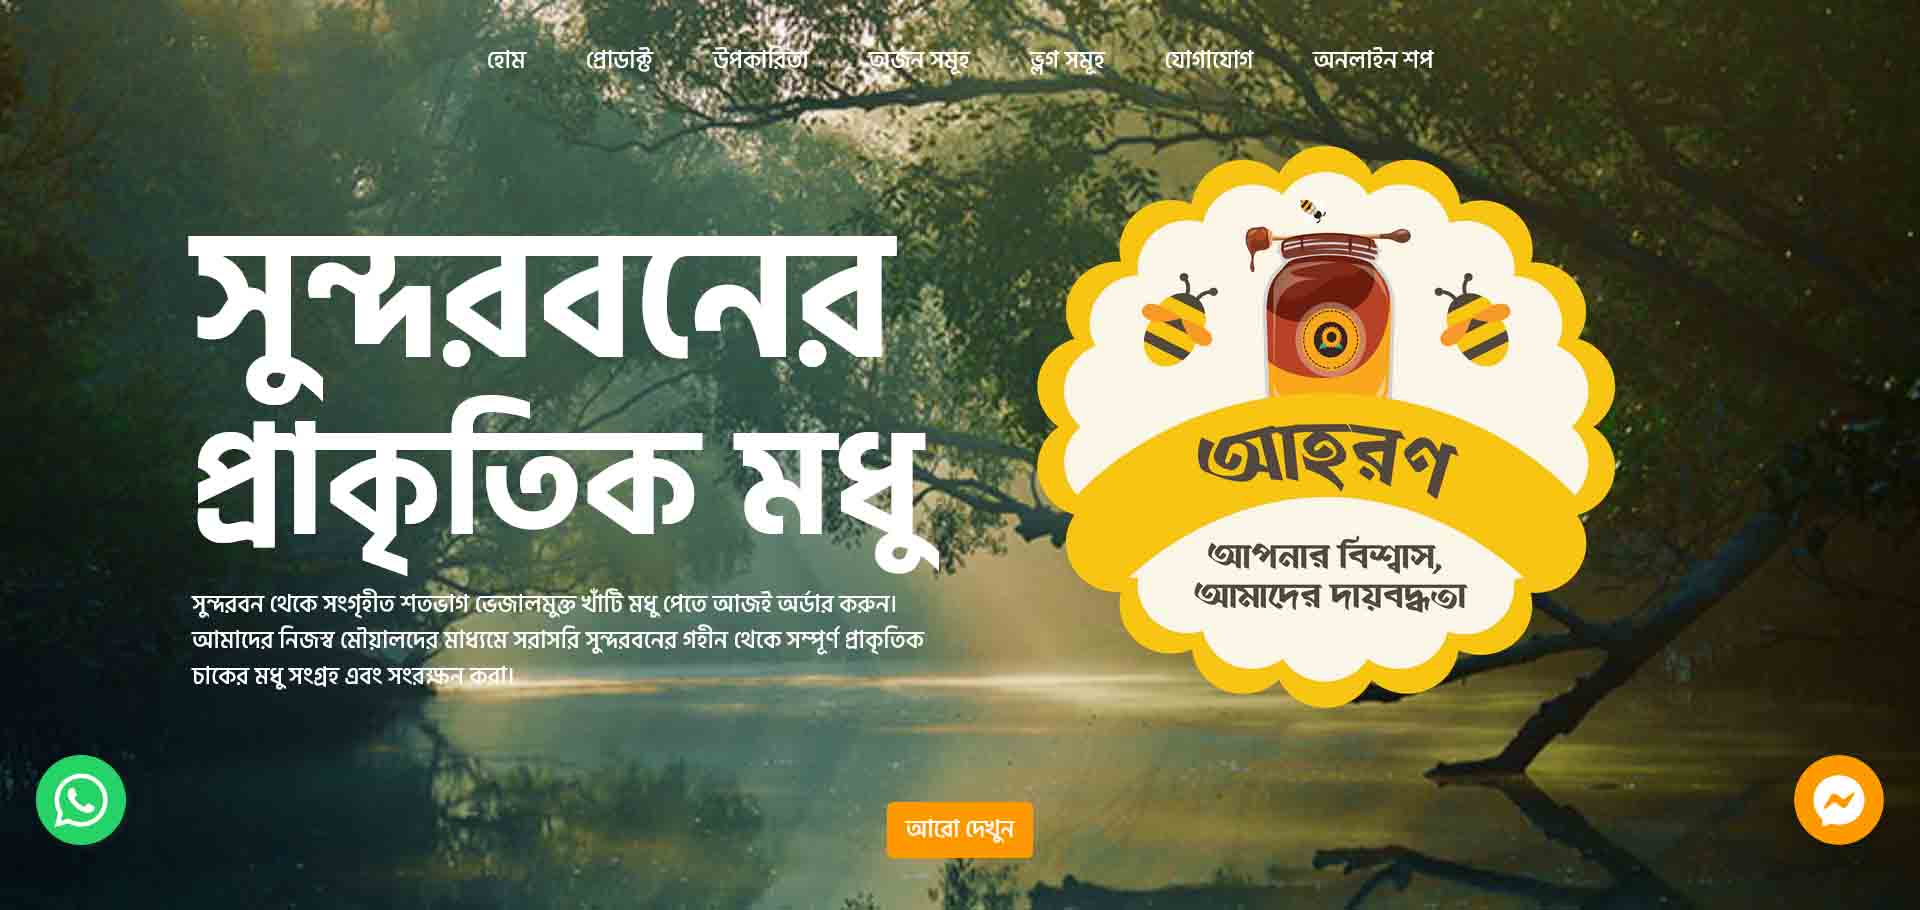 হোম প্রোডাক্ট উপকারিতা অর্জন সমূহ ভ্লগ সমূহ যোগাযোগ অনলাইন শপ
সুন্দরবনের
প্রাকৃতিক মধু
সুন্দরবন থেকে সংগৃহীত শতভাগ ভেজালমুক্ত খাঁটি মধু পেতে আজই অর্ডার করুন।
আমাদের নিজস্ব মৌয়ালদের মাধ্যমে সরাসরি সুন্দরবনের গহীন থেকে সম্পূর্ণ প্রাকৃতিক
চাকের মধু সংগ্রহ এবং সংরক্ষন করা।
আহরণ
আপনার বিশ্বাস,
আমাদের দায়বদ্ধতা
আরো দেখুন